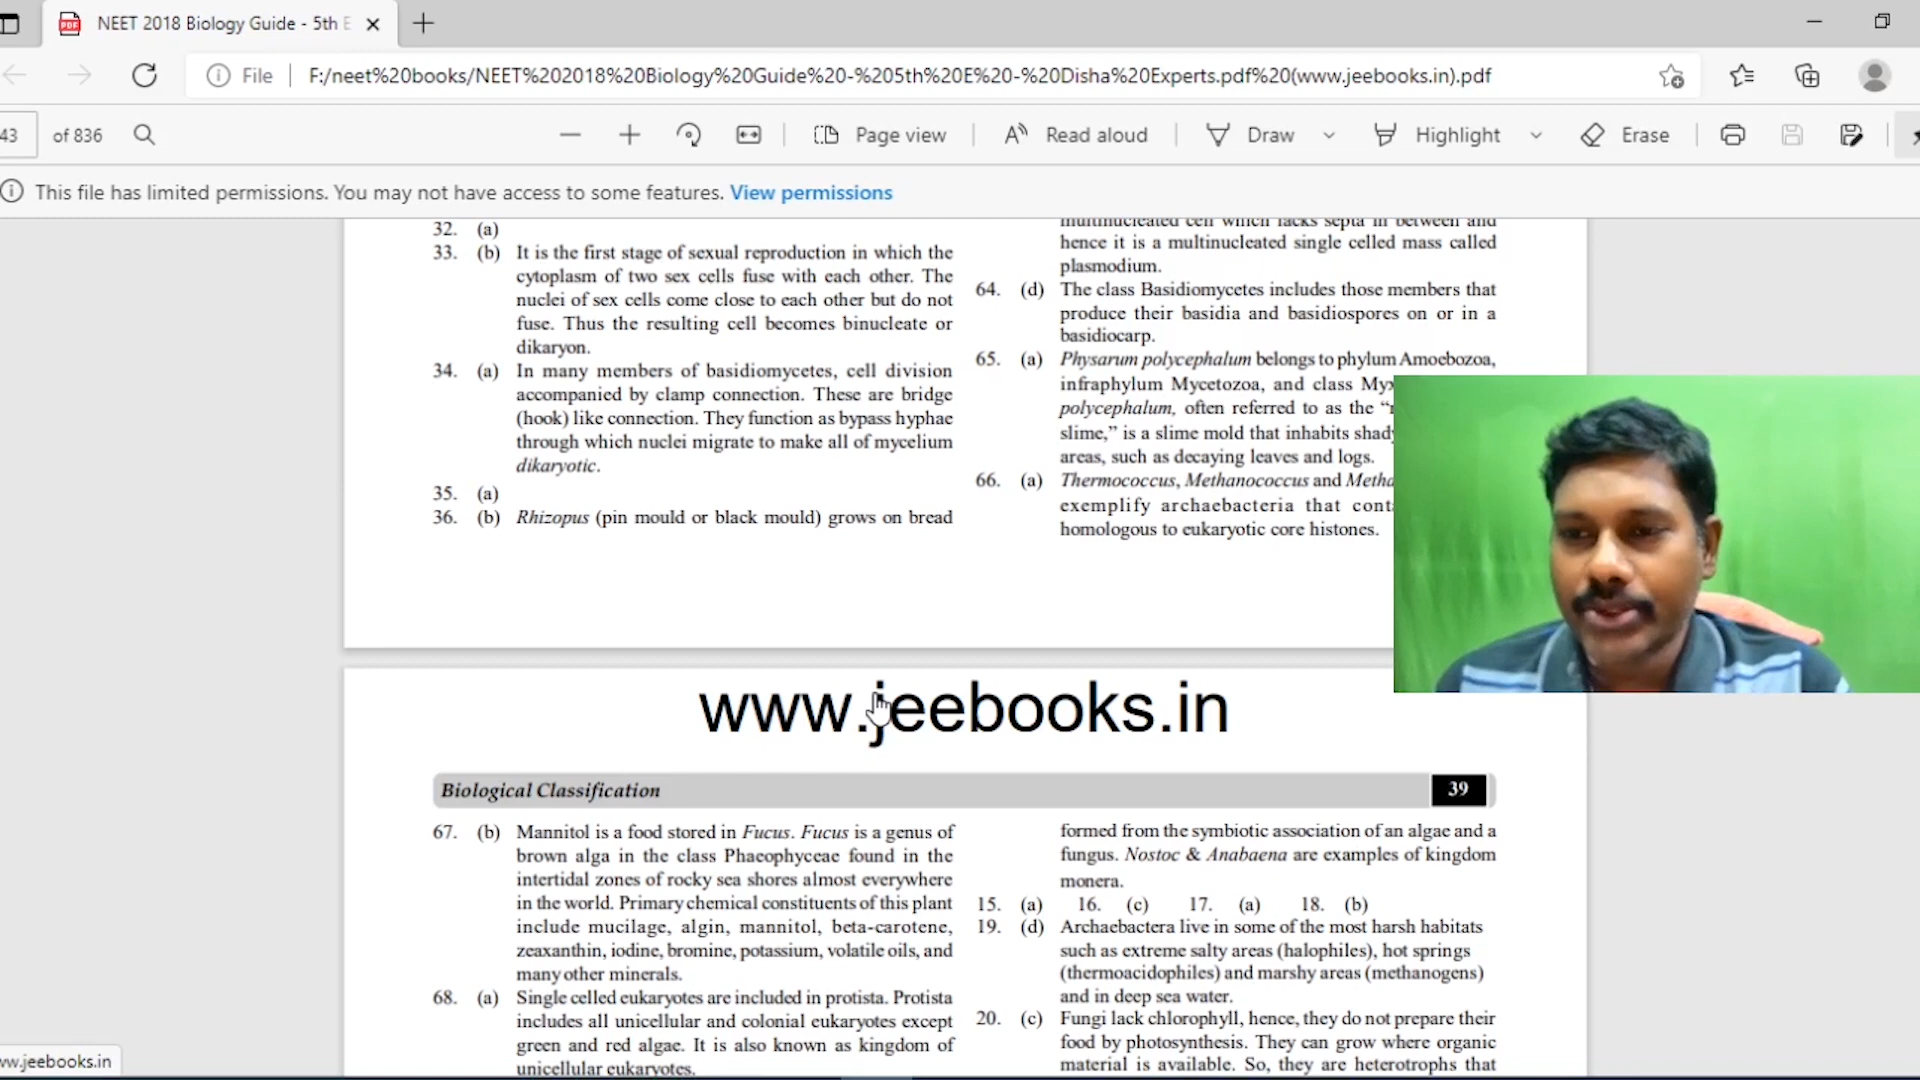 NEET 2018 Biology Guide - 5th E
File
F:/neet%20books/NEET%202018%20Biology%20Guide%20-%205th%20E%20-%20Disha%20Experts.pdf%20(www.jeebooks.in).pdf
43 of 836
Page view
Read aloud
Draw
Highlight
Erase
This file has limited permissions. You may not have access to some features. View permissions
32. (a)
33. (b) It is the first stage of sexual reproduction in which the
cytoplasm of two sex cells fuse with each other. The
nuclei of sex cells come close to each other but do not
fuse. Thus the resulting cell becomes binucleate or
dikaryon.
34. (a) In many members of basidiomycetes, cell division
accompanied by clamp connection. These are bridge
(hook) like connection. They function as bypass hyphae
through which nuclei migrate to make all of mycelium
dikaryotic.
35. (a)
36. (b) Rhizopus (pin mould or black mould) grows on bread
multinucleated cell which lacks septa in between and
hence it is a multinucleated single celled mass called
plasmodium.
64. (d) The class Basidiomycetes includes those members that
produce their basidia and basidiospores on or in a
basidiocarp.
65. (a) Physarum polycephalum belongs to phylum Amoebozoa,
infraphylum Mycetozoa, and class
polycephalum, often referred to as the
slime,” is a slime mold that inhabits
areas, such as decaying leaves and logs.
66. (a) Thermococcus, Methanococcus and
exemplify archaebacteria that
homologous to eukaryotic core histones.
www.jeebooks.in
Biological Classification 39
67. (b) Mannitol is a food stored in Fucus. Fucus is a genus of
brown alga in the class Phaeophyceae found in the
intertidal zones of rocky sea shores almost everywhere
in the world. Primary chemical constituents of this plant
include mucilage, algin, mannitol, beta-carotene,
zeaxanthin, iodine, bromine, potassium, volatile oils, and
many other minerals.
68. (a) Single celled eukaryotes are included in protista. Protista
includes all unicellular and colonial eukaryotes except
green and red algae. It is also known as kingdom of
unicellular eukaryotes.
formed from the symbiotic association of an algae and a
fungus. Nostoc & Anabaena are examples of kingdom
monera.
15. (a) 16. (c) 17. (a) 18. (b)
19. (d) Archaebactera live in some of the most harsh habitats
such as extreme salty areas (halophiles), hot springs
(thermoacidophiles) and marshy areas (methanogens)
and in deep sea water.
20. (c) Fungi lack chlorophyll, hence, they do not prepare their
food by photosynthesis. They can grow where organic
material is available. So, they are heterotrophs that
ww.jeebooks.in